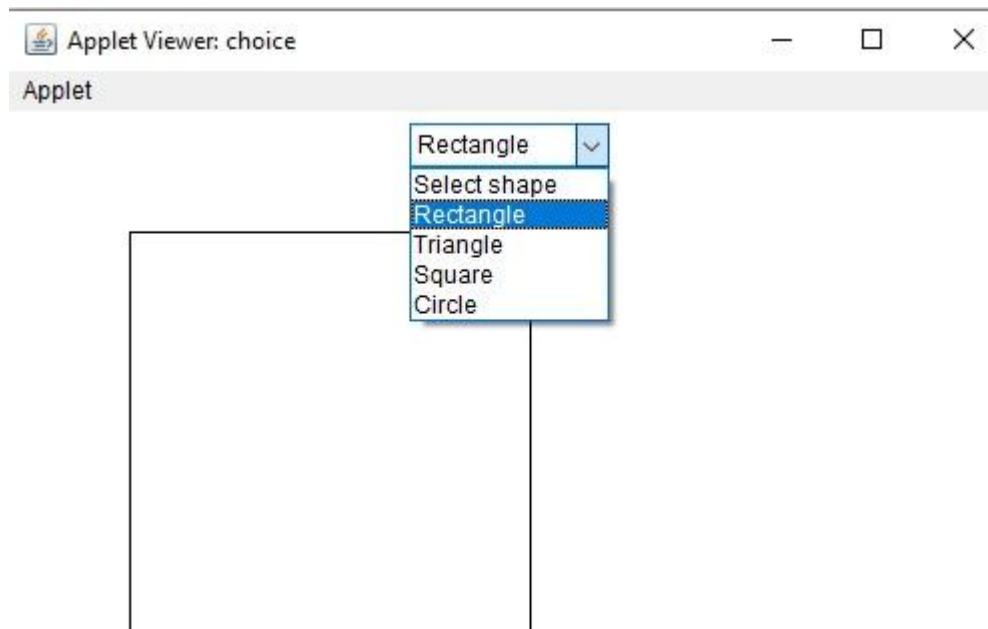 Applet Viewer: choice
Applet
Rectangle
Select shape
Rectangle
Triangle
Square
Circle